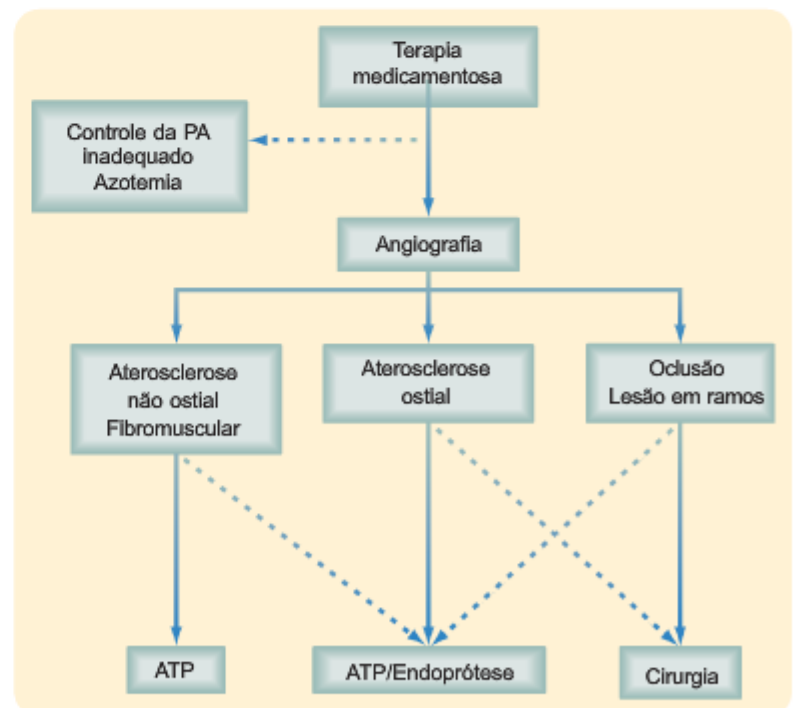 Terapia
medicamentosa
Controle da PA
inadequado
Azotemia
Angiografia
Aterosclerose
não ostial
Fibromuscular
Aterosclerose
ostial
Oclusão
Lesão em ramos
ATP
ATP/Endoprótese
Cirurgia